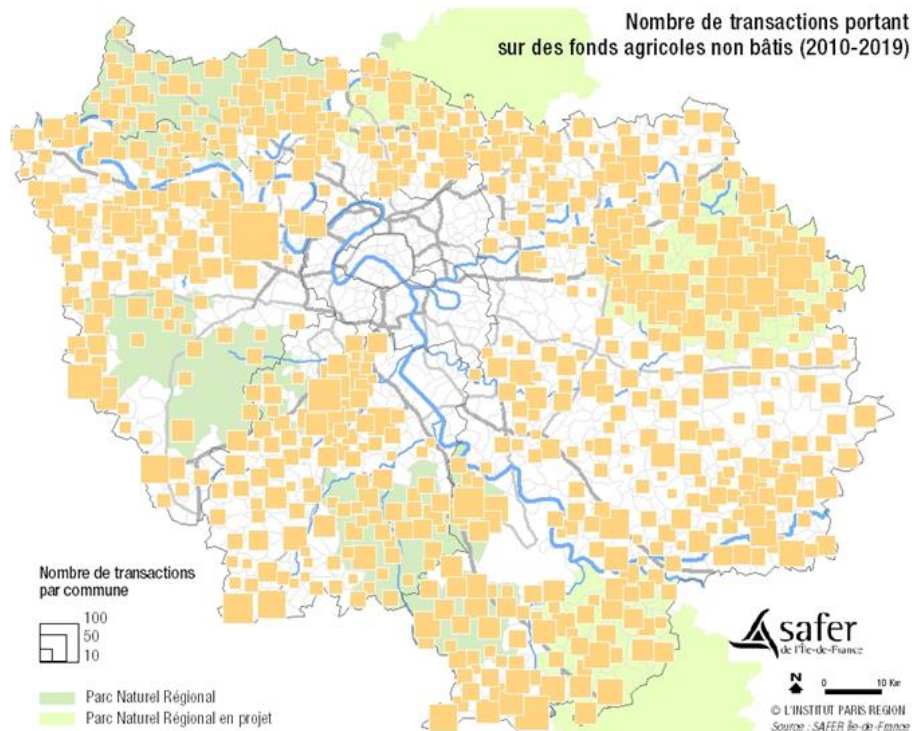 Nombre de transactions portant
sur des fonds agricoles non bâtis (2010-2019)
Nombre de transactions
par commune
100
50
10
Parc Naturel Régional
Parc Naturel Régional en projet
safer
de l'Île-de-France
N
0 10 Km
© L'INSTITUT PARIS REGION
Source : SAFER Île-de-France